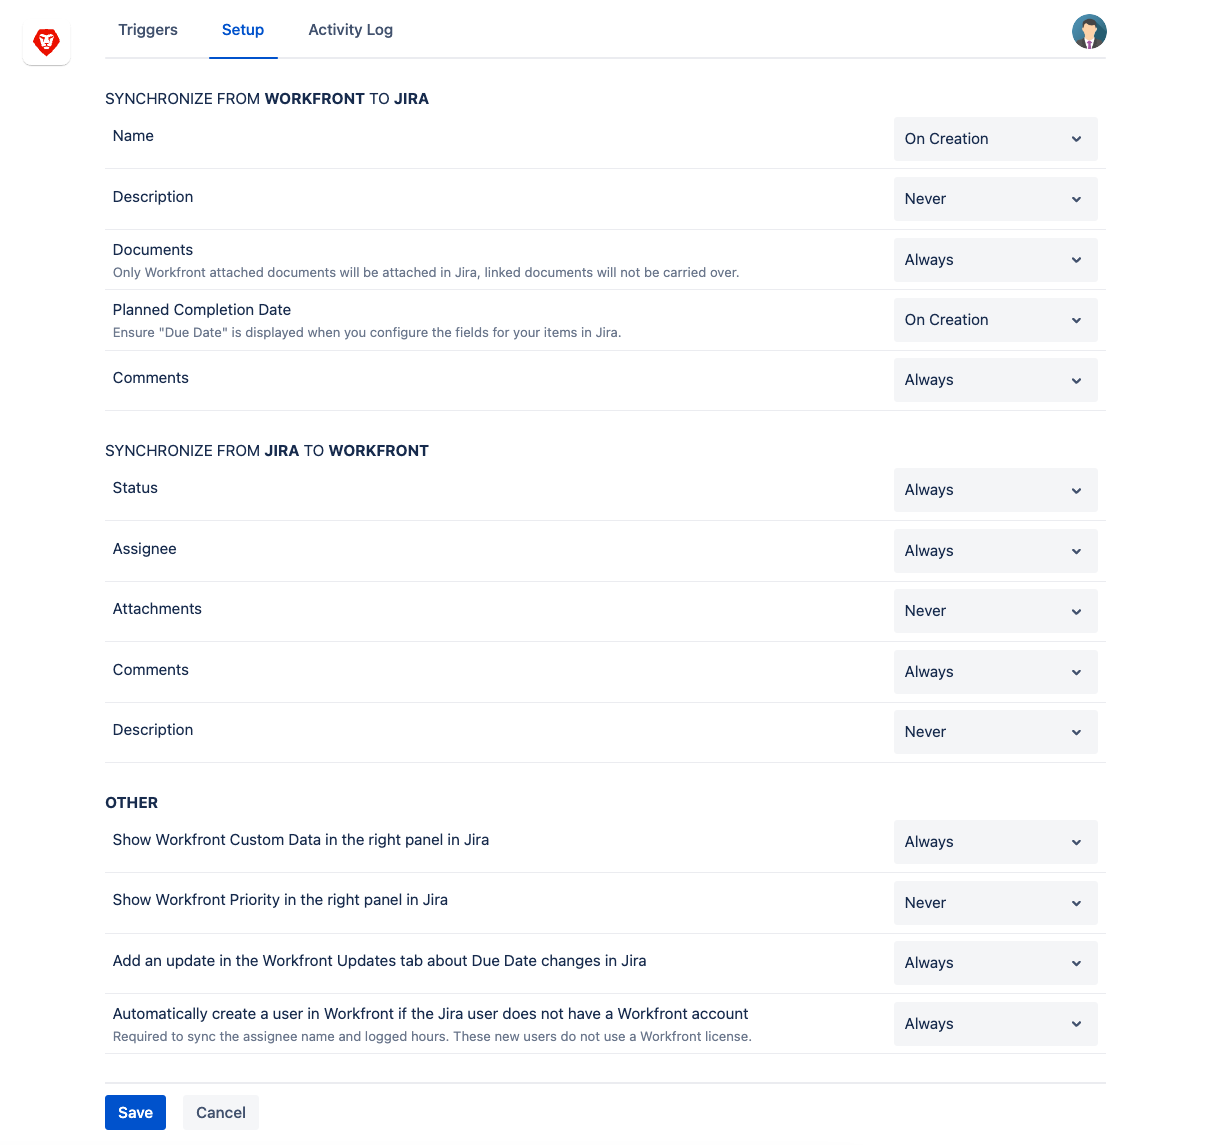 Triggers Setup Activity Log
SYNCHRONIZE FROM WORKFRONT TO JIRA
Name On Creation
Description Never
Documents
Only Workfront attached documents will be attached in Jira, linked documents will not be carried over.
Always
Planned Completion Date
Ensure "Due Date" is displayed when you configure the fields for your items in Jira.
On Creation
Comments Always
SYNCHRONIZE FROM JIRA TO WORKFRONT
Status Always
Assignee Always
Attachments Never
Comments Always
Description Never
OTHER
Show Workfront Custom Data in the right panel in Jira Always
Show Workfront Priority in the right panel in Jira Never
Add an update in the Workfront Updates tab about Due Date changes in Jira Always
Automatically create a user in Workfront if the Jira user does not have a Workfront account
Required to sync the assignee name and logged hours. These new users do not use a Workfront license.
Always
Save Cancel